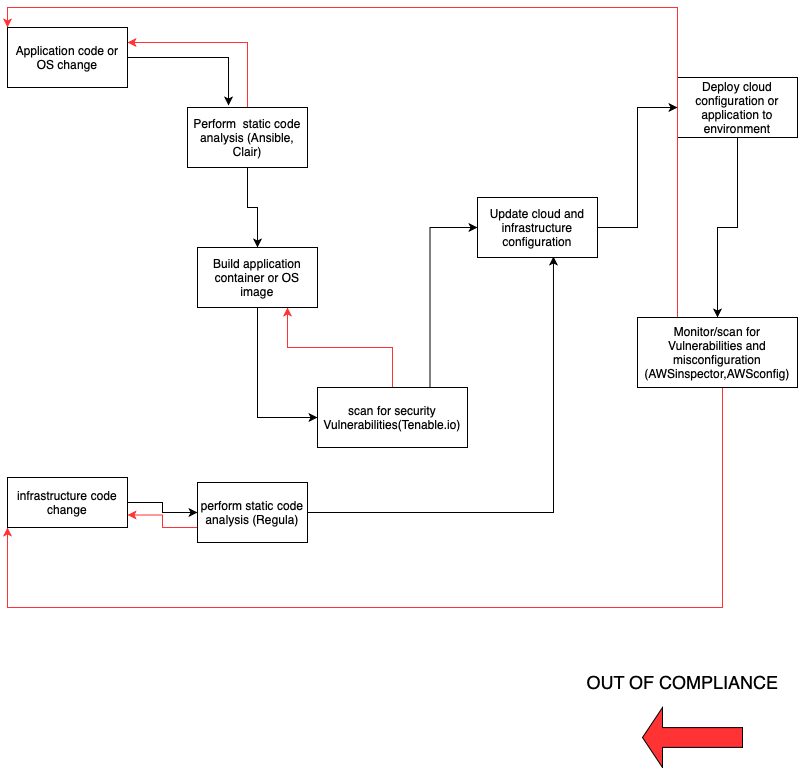 Application code or
OS change
Perform static code
analysis (Ansible,
Clair)
Build application
container or OS
image
scan for security
Vulnerabilities(Tenable.io)
Update cloud and
infrastructure
configuration
Deploy cloud
configuration or
application to
environment
Monitor/scan for
Vulnerabilities and
misconfiguration
(AWSinspector,AWSconfig)
infrastructure code
change
perform static code
analysis (Regula)
OUT OF COMPLIANCE